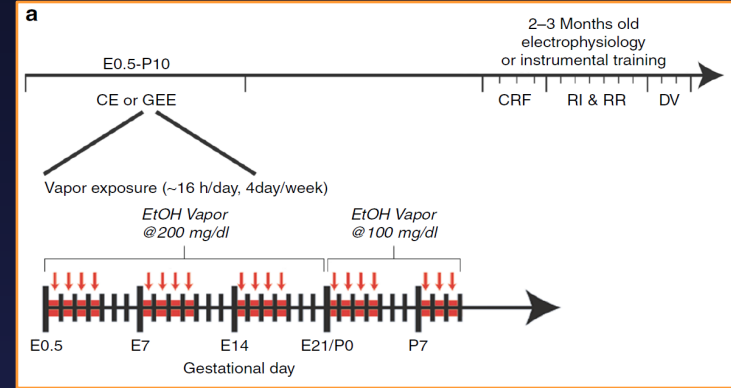 a
2–3 Months old
electrophysiology
or instrumental training
E0.5-P10
CE or GEE
CRF RI & RR DV
Vapor exposure (~16 h/day, 4day/week)
EtOH Vapor
@200 mg/dl
EtOH Vapor
@100 mg/dl
E0.5 E7 E14 E21/P0 P7
Gestational day